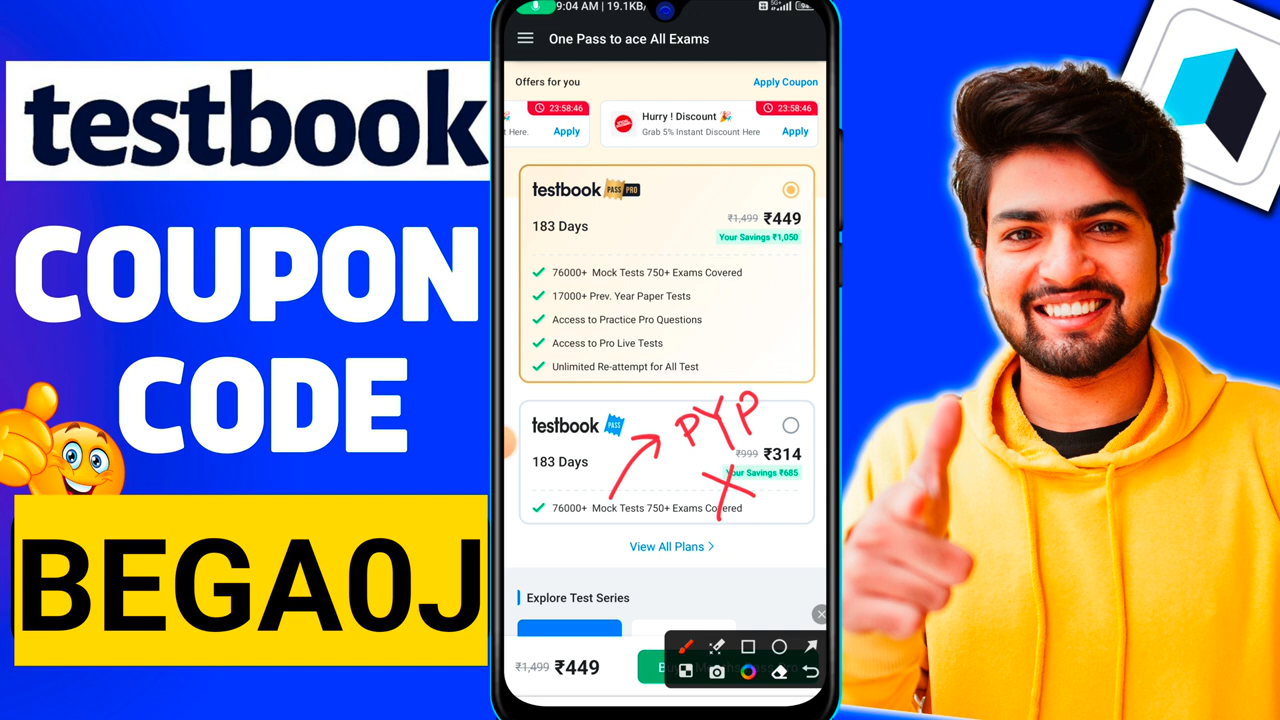 testbook
COUPON
CODE
BEGA0J
9:04 AM | 19.1KB/
5G+
One Pass to ace All Exams
Offers for you
Apply Coupon
23:58:46
t Here.
Apply
23:58:46
Hurry ! Discount 🎉
Grab 5% Instant Discount Here
Apply
testbook PASS PRO
183 Days
₹1,499 ₹449
Your Savings ₹1,050
76000+ Mock Tests 750+ Exams Covered
17000+ Prev. Year Paper Tests
Access to Practice Pro Questions
Access to Pro Live Tests
Unlimited Re-attempt for All Test
testbook PASS
PYP
183 Days
₹999 ₹314
Your Savings ₹685
X
76000+ Mock Tests 750+ Exams Covered
View All Plans >
Explore Test Series
₹1,499 ₹449